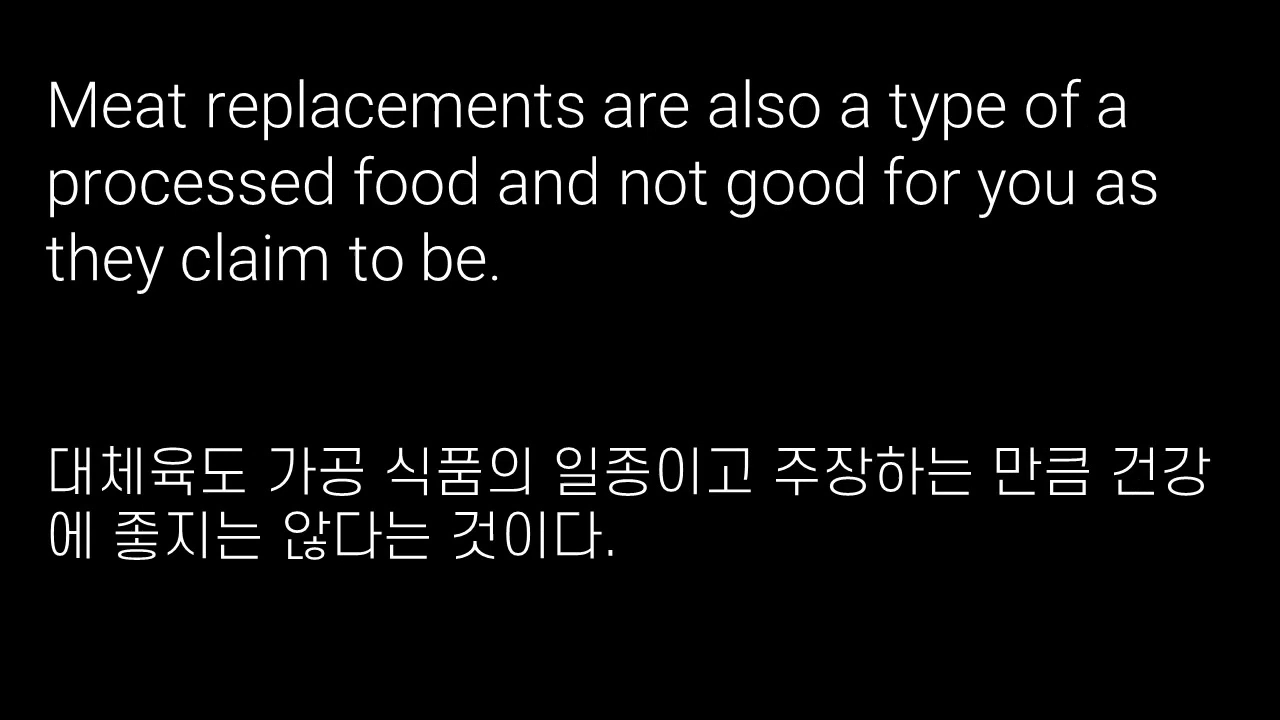 Meat replacements are also a type of a
processed food and not good for you as
they claim to be.
대체육도 가공 식품의 일종이고 주장하는 만큼 건강
에 좋지는 않다는 것이다.